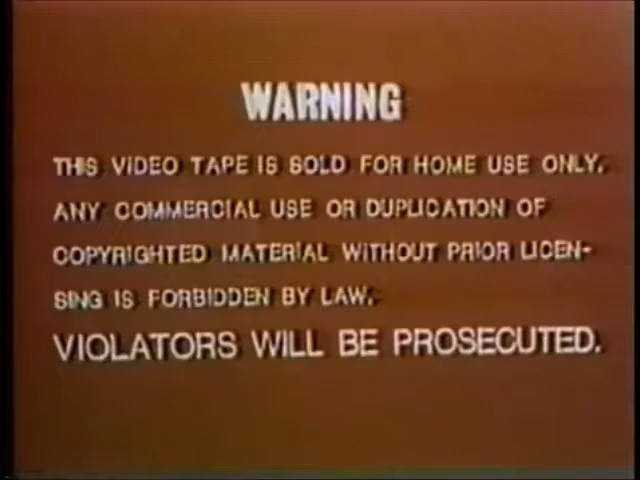 WARNING
THIS VIDEO TAPE IS SOLD FOR HOME USE ONLY.
ANY COMMERCIAL USE OR DUPLICATION OF
COPYRIGHTED MATERIAL WITHOUT PRIOR LICEN-
SING IS FORBIDDEN BY LAW.
VIOLATORS WILL BE PROSECUTED.